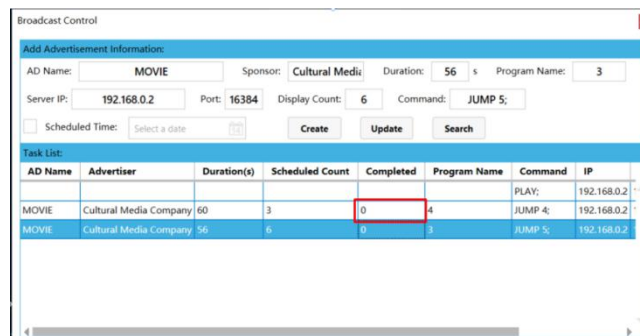 Broadcast Control
Add Advertisement Information:
AD Name: MOVIE Sponsor: Cultural Media Duration: 56 s Program Name: 3
Server IP: 192.168.0.2 Port: 16384 Display Count: 6 Command: JUMP 5;
Scheduled Time: Select a date Create Update Search
Task List:
AD Name Advertiser Duration(s) Scheduled Count Completed Program Name Command IP
PLAY; 192.168.0.2
MOVIE Cultural Media Company 60 3 0 4 JUMP 4; 192.168.0.2
MOVIE Cultural Media Company 56 6 0 3 JUMP 5; 192.168.0.2